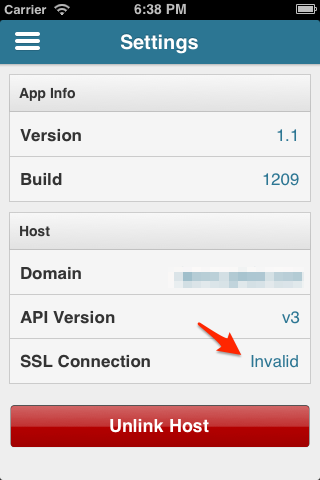 Carrier 6:38 PM
Settings
App Info
Version 1.1
Build 1209
Host
Domain
API Version v3
SSL Connection Invalid
Unlink Host